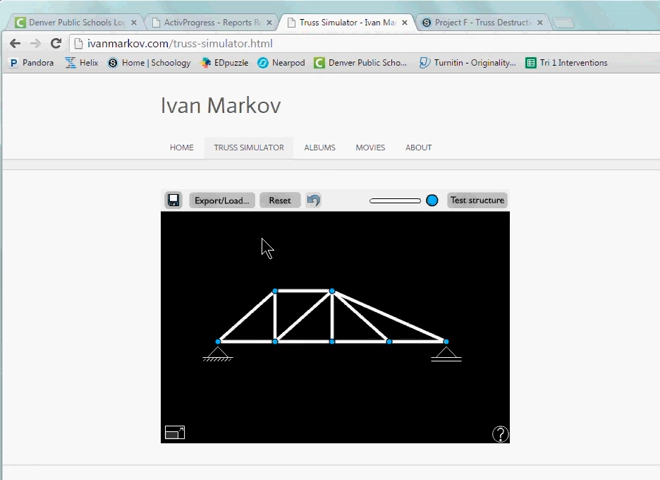 Denver Public Schools Lo
ActivProgress - Reports R
Truss Simulator - Ivan Ma
Project F - Truss Destruct
ivanmarkov.com/truss-simulator.html
Pandora
Helix
Home | Schoology
EDpuzzle
Nearpod
Denver Public Scho...
Turnitin - Originality...
Tri 1 Interventions
Ivan Markov
HOME
TRUSS SIMULATOR
ALBUMS
MOVIES
ABOUT
Export/Load...
Reset
Test structure
?